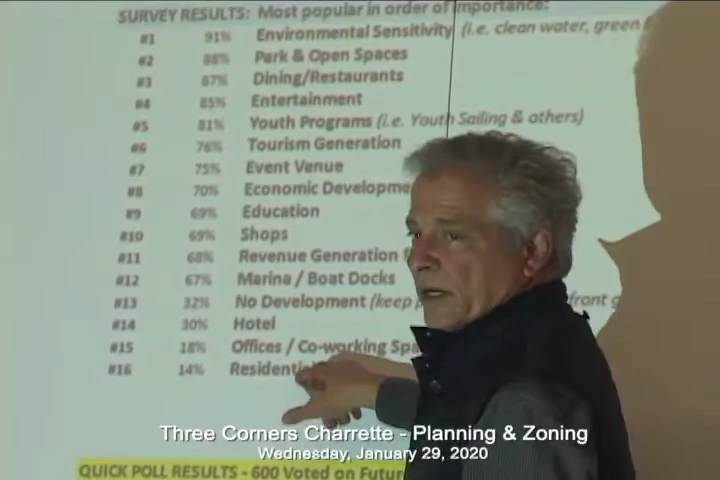 SURVEY RESULTS: Most popular in order of importance:
#1 91% Environmental Sensitivity (i.e. clean water, green
#2 88% Park & Open Spaces
#3 87% Dining/Restaurants
#4 85% Entertainment
#5 81% Youth Programs (i.e. Youth Sailing & others)
#6 76% Tourism Generation
#7 75% Event Venue
#8 70% Economic Developme
#9 69% Education
#10 69% Shops
#11 68% Revenue Generation
#12 67% Marina / Boat Docks
#13 32% No Development (keep front
#14 30% Hotel
#15 18% Offices / Co-working Spa
#16 14% Residenti
Three Corners Charrette - Planning & Zoning
Wednesday, January 29, 2020
QUICK POLL RESULTS - 600 Voted on Futur